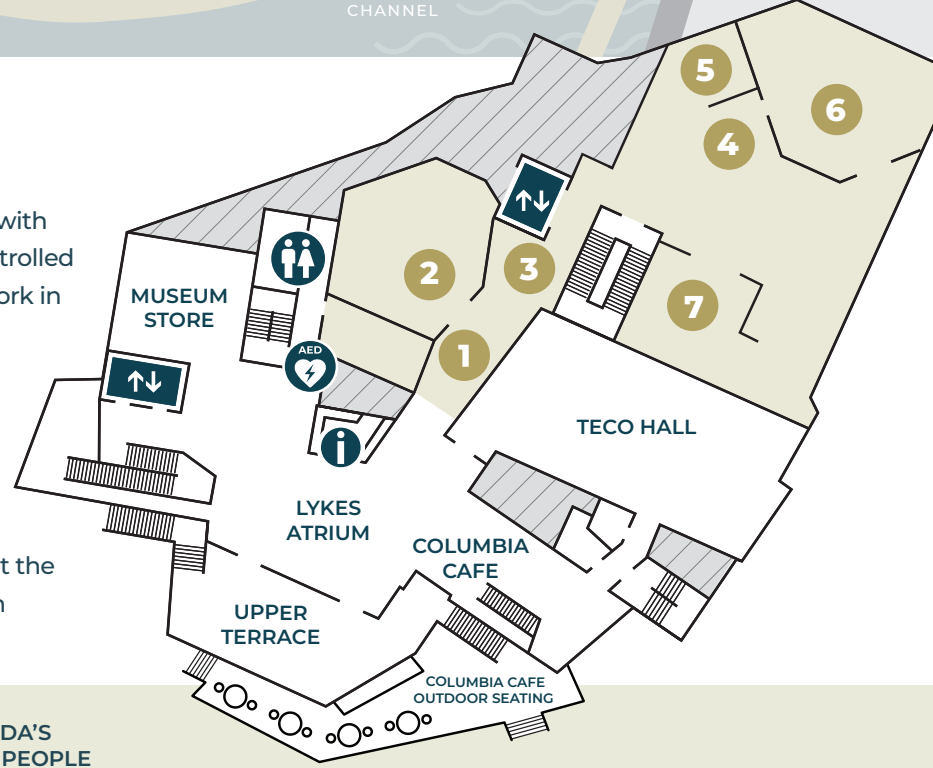 CHANNEL
with
trolled
ork in
MUSEUM
STORE
AED
i
1
2
3
4
5
6
7
TECO HALL
LYKES
ATRIUM
COLUMBIA
CAFE
t the
UPPER
TERRACE
COLUMBIA CAFE
OUTDOOR SEATING
DA’S
PEOPLE